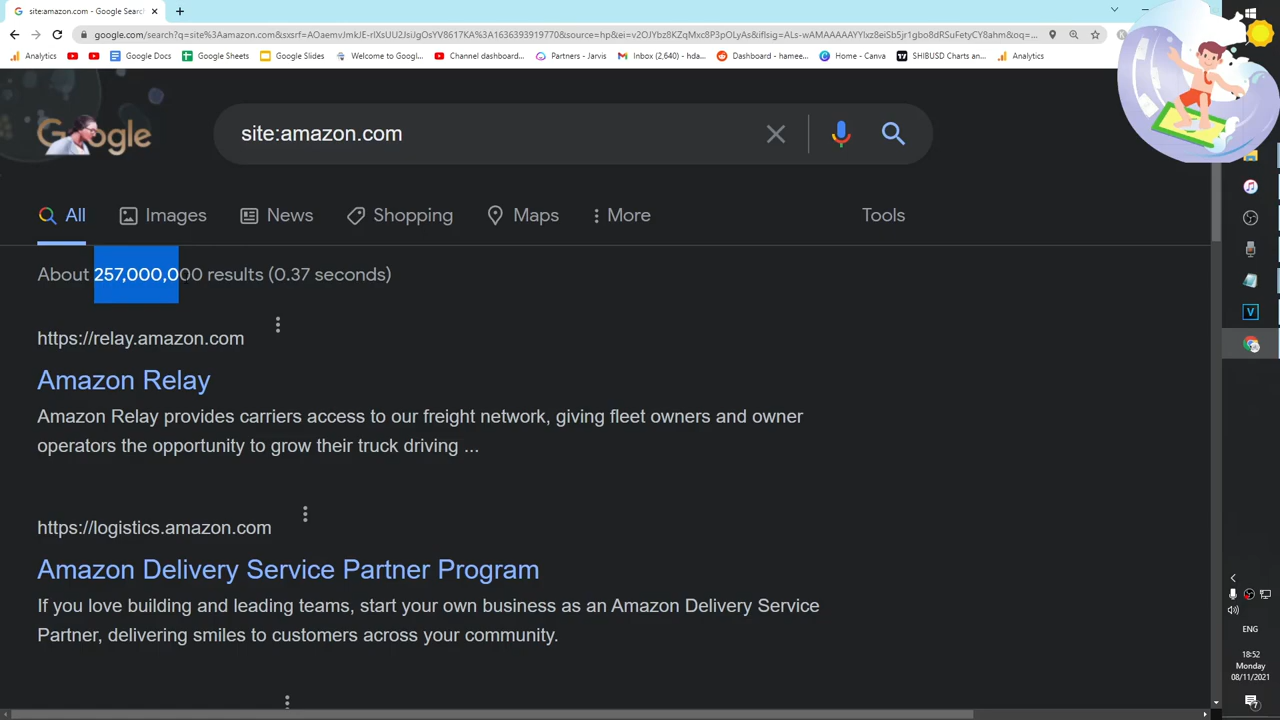 site:amazon.com - Google Search
google.com/search?q=site%3Aamazon.com&sxsrf=AOaemvJmkJE-rIXsUU2JsiJgOsYV8617KA%3A1636393919770&source=hp&ei=v2OJYbz8KZqMxc8P3pOLyAs&iflsig=ALs-wAMAAAAAYYlxz8eiSb5jr1gbo8dRSuFetyCY8ahm&oq=...
Analytics
Google Docs
Google Sheets
Google Slides
Welcome to Googl...
Channel dashboard...
Partners - Jarvis
Inbox (2,640) - hda...
Dashboard - hamee...
Home - Canva
SHIBUSD Charts an...
Analytics
Google
site:amazon.com
All
Images
News
Shopping
Maps
More
Tools
About 257,000,000 results (0.37 seconds)
https://relay.amazon.com
Amazon Relay
Amazon Relay provides carriers access to our freight network, giving fleet owners and owner
operators the opportunity to grow their truck driving ...
https://logistics.amazon.com
Amazon Delivery Service Partner Program
If you love building and leading teams, start your own business as an Amazon Delivery Service
Partner, delivering smiles to customers across your community.
ENG
18:52
Monday
08/11/2021